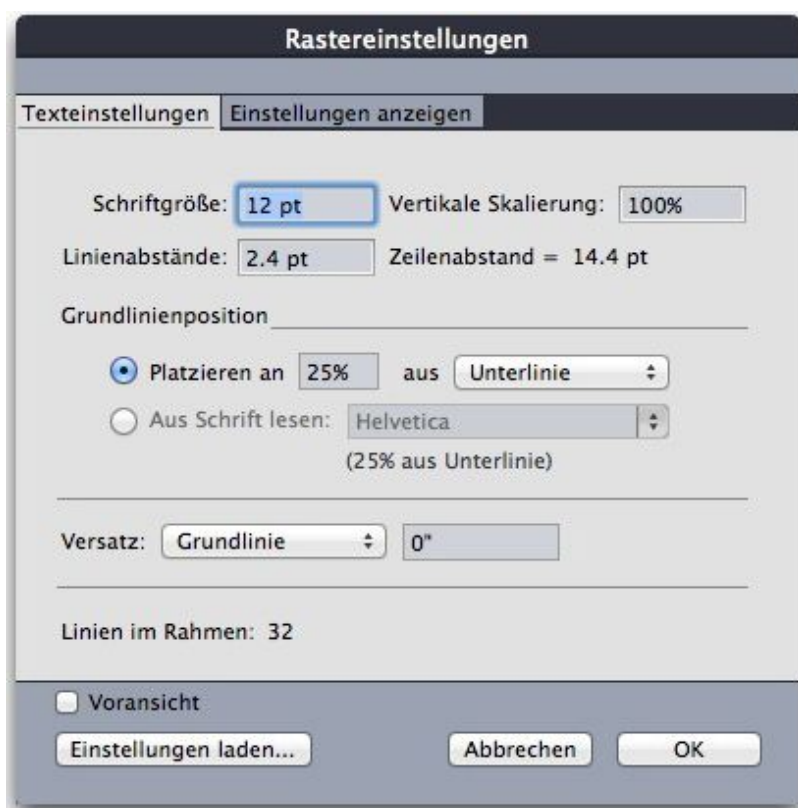 Rastereinstellungen
Texteinstellungen Einstellungen anzeigen
Schriftgröße: 12 pt Vertikale Skalierung: 100%
Linienabstände: 2.4 pt Zeilenabstand = 14.4 pt
Grundlinienposition
Platzieren an 25% aus Unterlinie
Aus Schrift lesen: Helvetica
(25% aus Unterlinie)
Versatz: Grundlinie 0"
Linien im Rahmen: 32
Voransicht
Einstellungen laden... Abbrechen OK